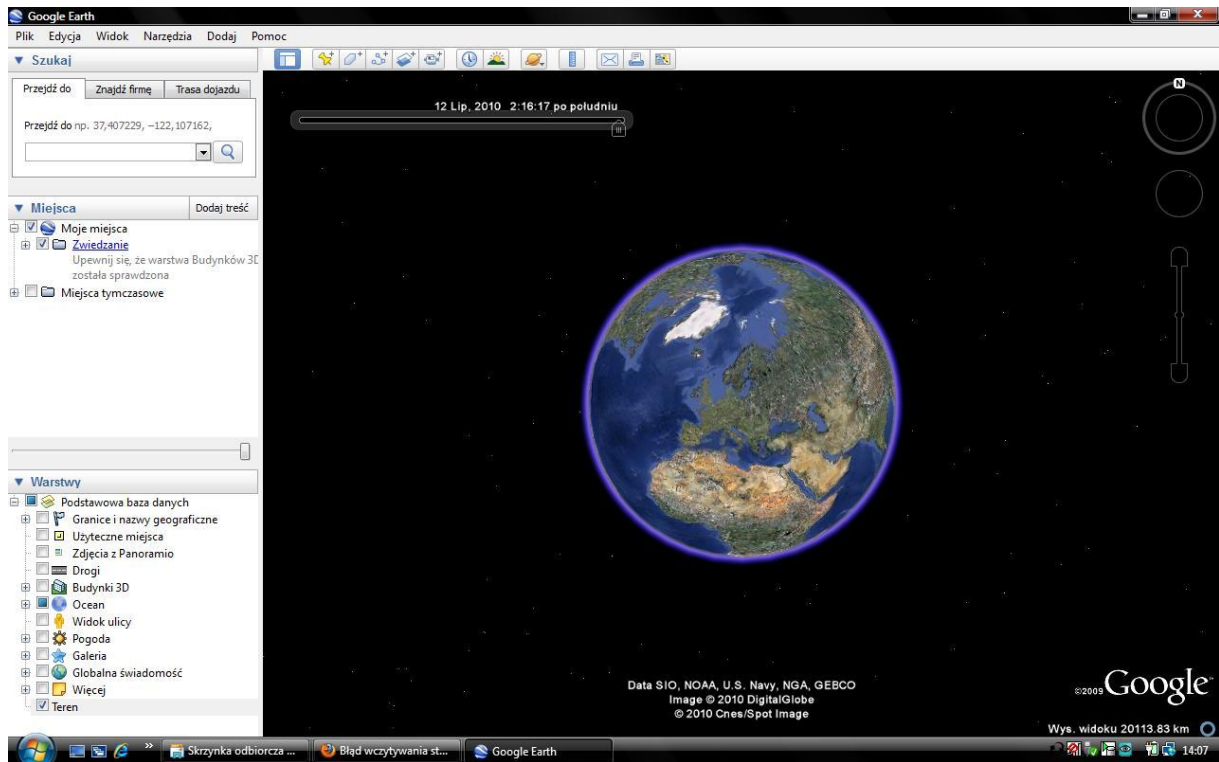 Google Earth
Plik Edycja Widok Narzędzia Dodaj Pomoc
Szukaj
Przejdź do Znajdź firmę Trasa dojazdu
Przejdź do np. 37,407229, −122,107162,
Miejsca Dodaj treść
Moje miejsca
Zwiedzanie
Upewnij się, że warstwa Budynków 3D
została sprawdzona
Miejsca tymczasowe
Warstwy
Podstawowa baza danych
Granice i nazwy geograficzne
Użyteczne miejsca
Zdjęcia z Panoramio
Drogi
Budynki 3D
Ocean
Widok ulicy
Pogoda
Galeria
Globalna świadomość
Więcej
Teren
12 Lip, 2010 2:16:17 po południu
N
Data SIO, NOAA, U.S. Navy, NGA, GEBCO
Image © 2010 DigitalGlobe
© 2010 Cnes/Spot Image
©2009 Google
Wys. widoku 20113.83 km
Skrzynka odbiorcza ... Błąd wczytywania st... Google Earth 14:07